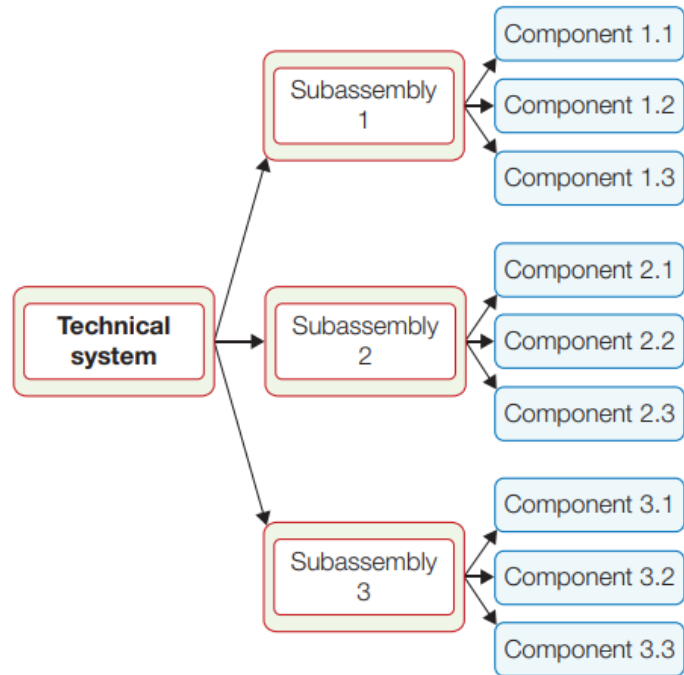 Technical
system
Subassembly
1
Component 1.1
Component 1.2
Component 1.3
Subassembly
2
Component 2.1
Component 2.2
Component 2.3
Subassembly
3
Component 3.1
Component 3.2
Component 3.3